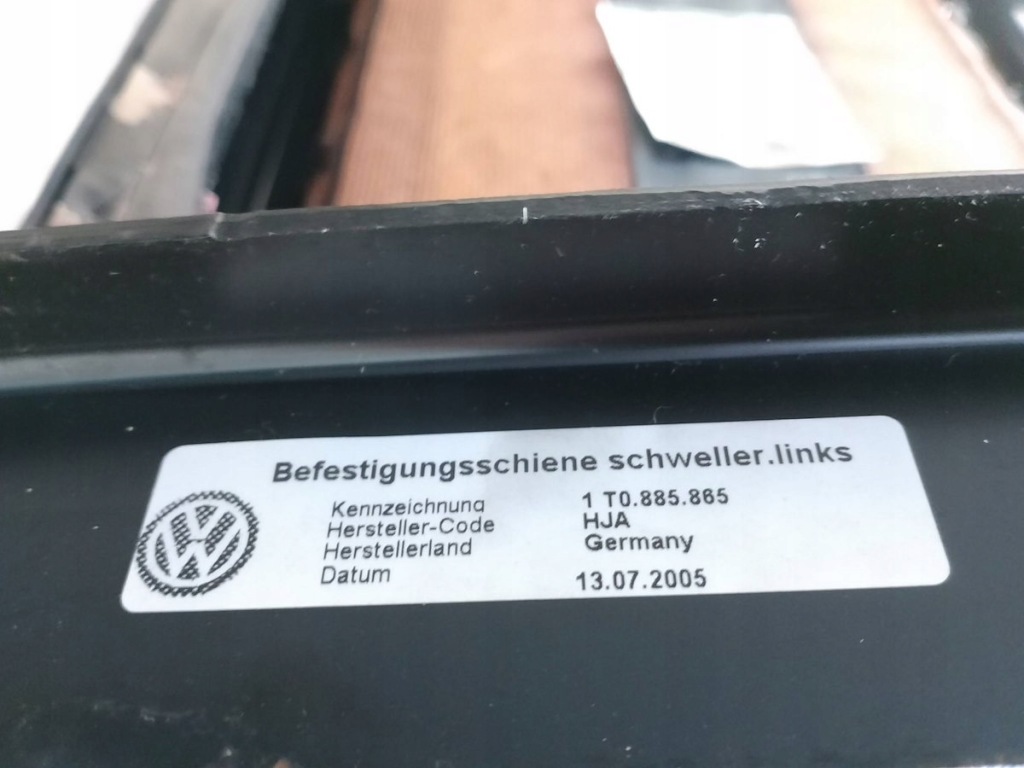 Befestigungsschiene schweller.links
Kennzeichnung 1 T0.885.865
Hersteller-Code HJA
Herstellerland Germany
Datum 13.07.2005